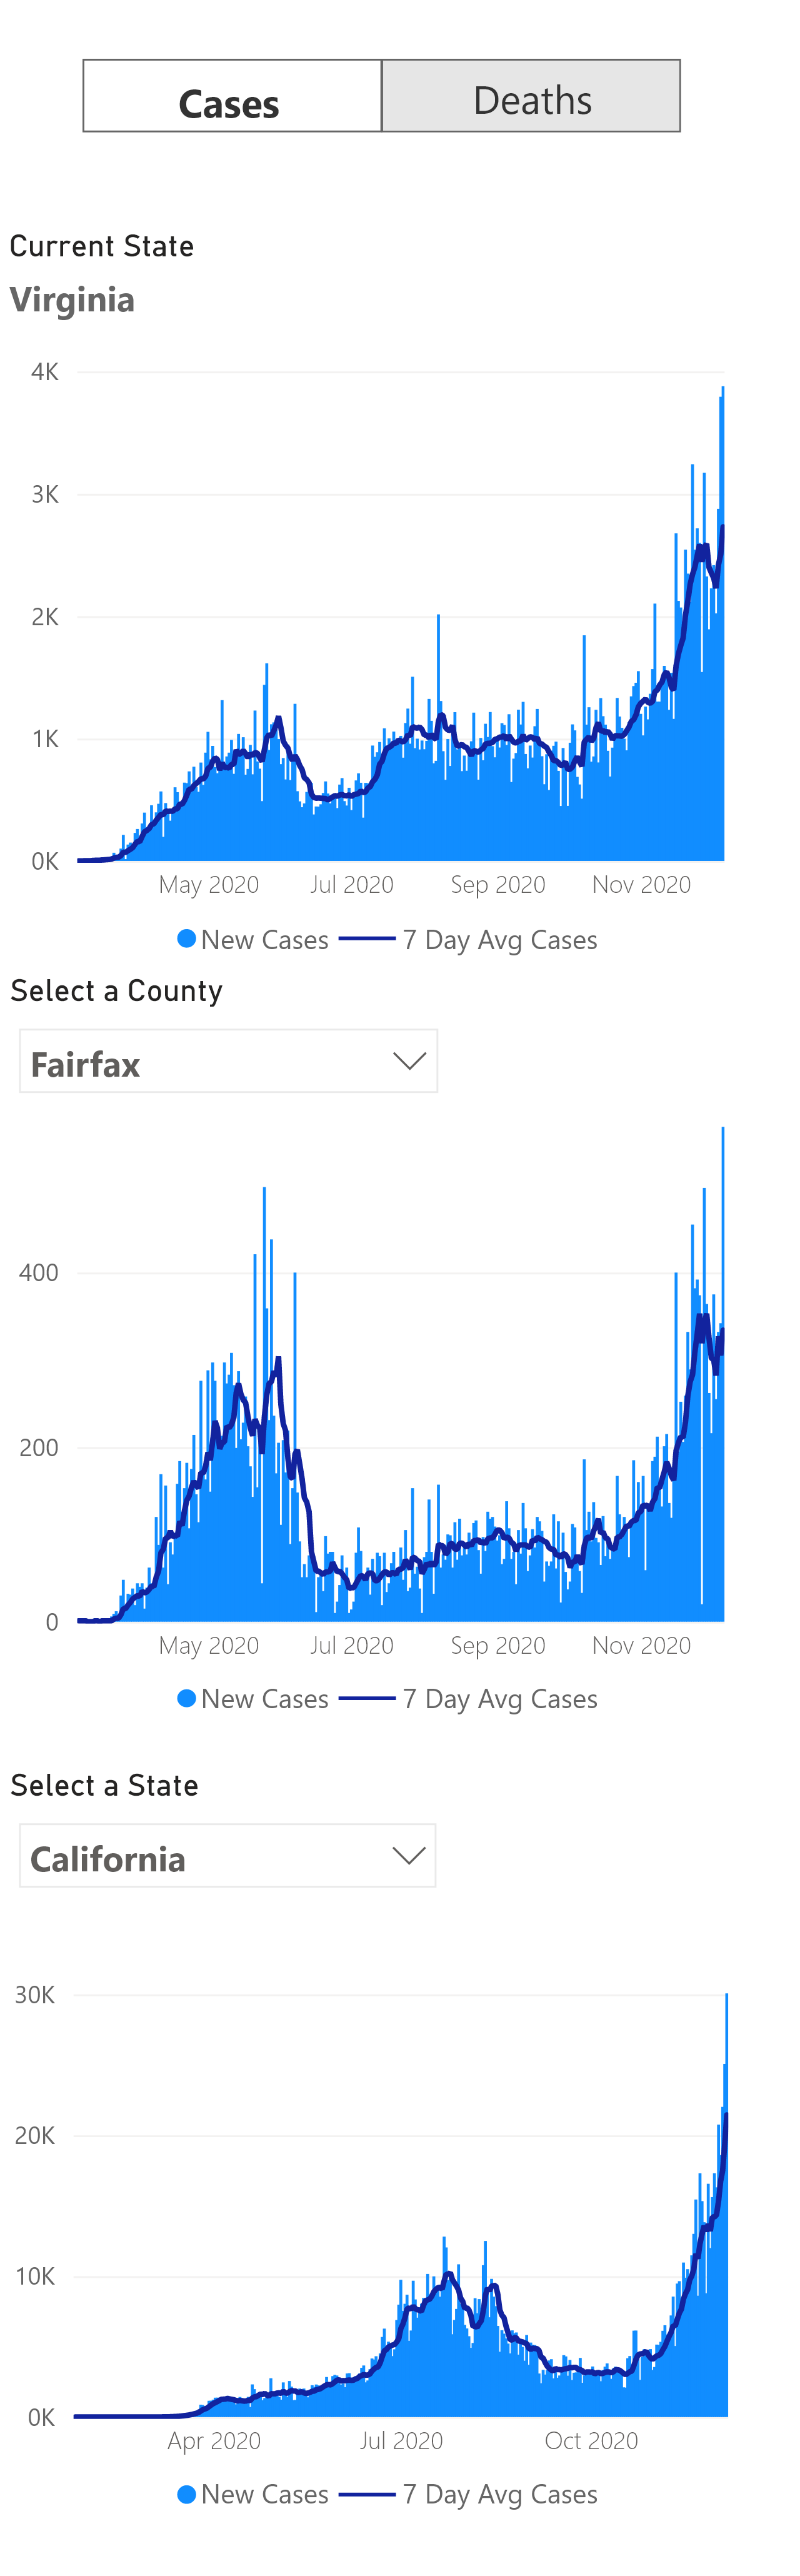 Cases Deaths
Current State
Virginia
4K
3K
2K
1K
0K
May 2020 Jul 2020 Sep 2020 Nov 2020
New Cases 7 Day Avg Cases
Select a County
Fairfax
400
200
0
May 2020 Jul 2020 Sep 2020 Nov 2020
New Cases 7 Day Avg Cases
Select a State
California
30K
20K
10K
0K
Apr 2020 Jul 2020 Oct 2020
New Cases 7 Day Avg Cases